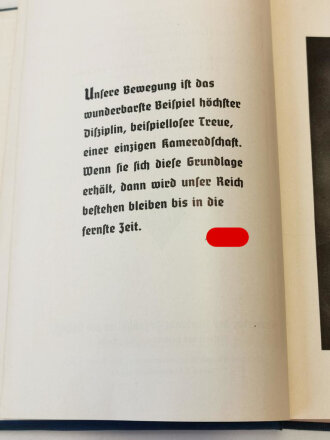 Unsere Bewegung ist das
wunderbarste Beispiel höchster
Disziplin, beispielloser Treue,
einer einzigen Kameradschaft.
Wenn sie sich diese Grundlage
erhält, dann wird unser Reich
bestehen bleiben bis in die
fernste Zeit.